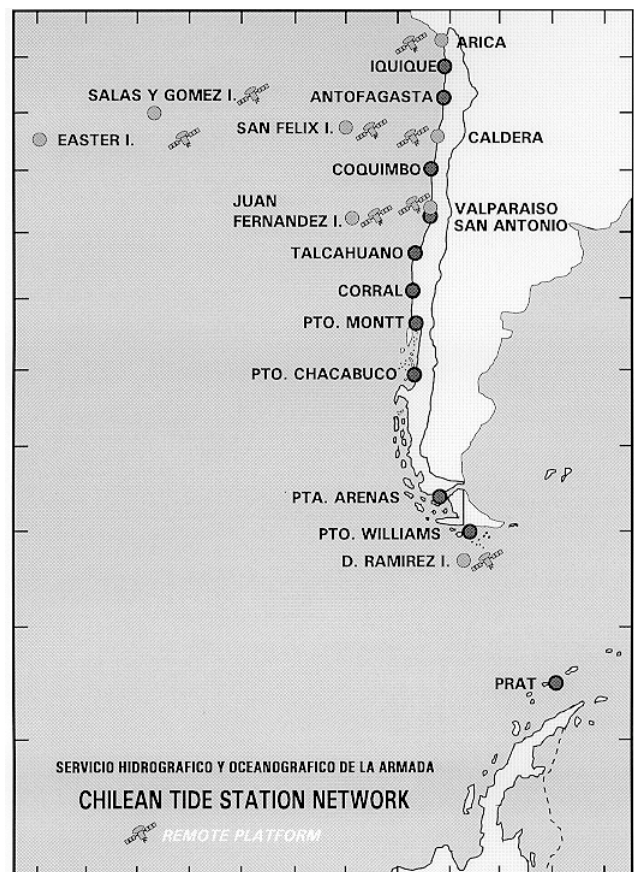 ARICA
IQUIQUE
SALAS Y GOMEZ I.
ANTOFAGASTA
EASTER I.
SAN FELIX I.
CALDERA
COQUIMBO
JUAN
FERNANDEZ I.
VALPARAISO
SAN ANTONIO
TALCAHUANO
CORRAL
PTO. MONTT
PTO. CHACABUCO
PTA. ARENAS
PTO. WILLIAMS
D. RAMIREZ I.
PRAT
SERVICIO HIDROGRAFICO Y OCEANOGRAFICO DE LA ARMADA
CHILEAN TIDE STATION NETWORK
REMOTE PLATFORM